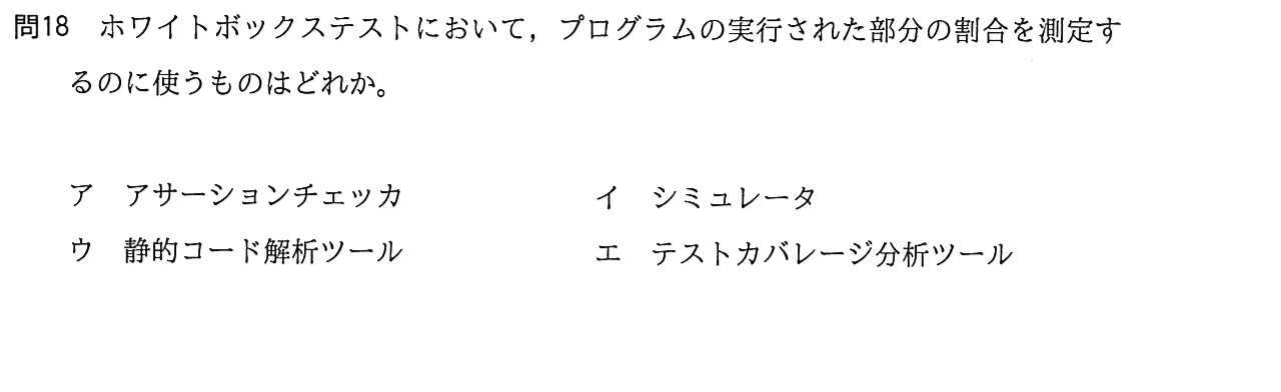 問18 ホワイトボックステストにおいて，プログラムの実行された部分の割合を測定す
るのに使うものはどれか。
ア アサーションチェッカ イ シミュレータ
ウ 静的コード解析ツール エ テストカバレージ分析ツール